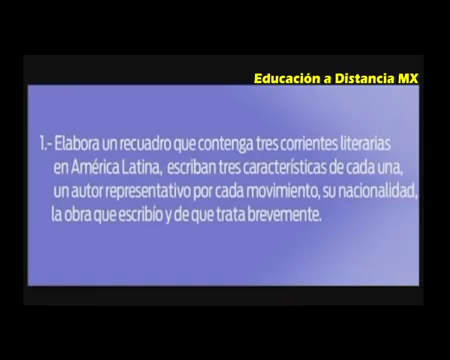 Educación a Distancia MX
1.- Elabora un recuadro que contenga tres corrientes literarias
en América Latina, escriban tres características de cada una,
un autor representativo por cada movimiento, su nacionalidad,
la obra que escribío y de que trata brevemente.